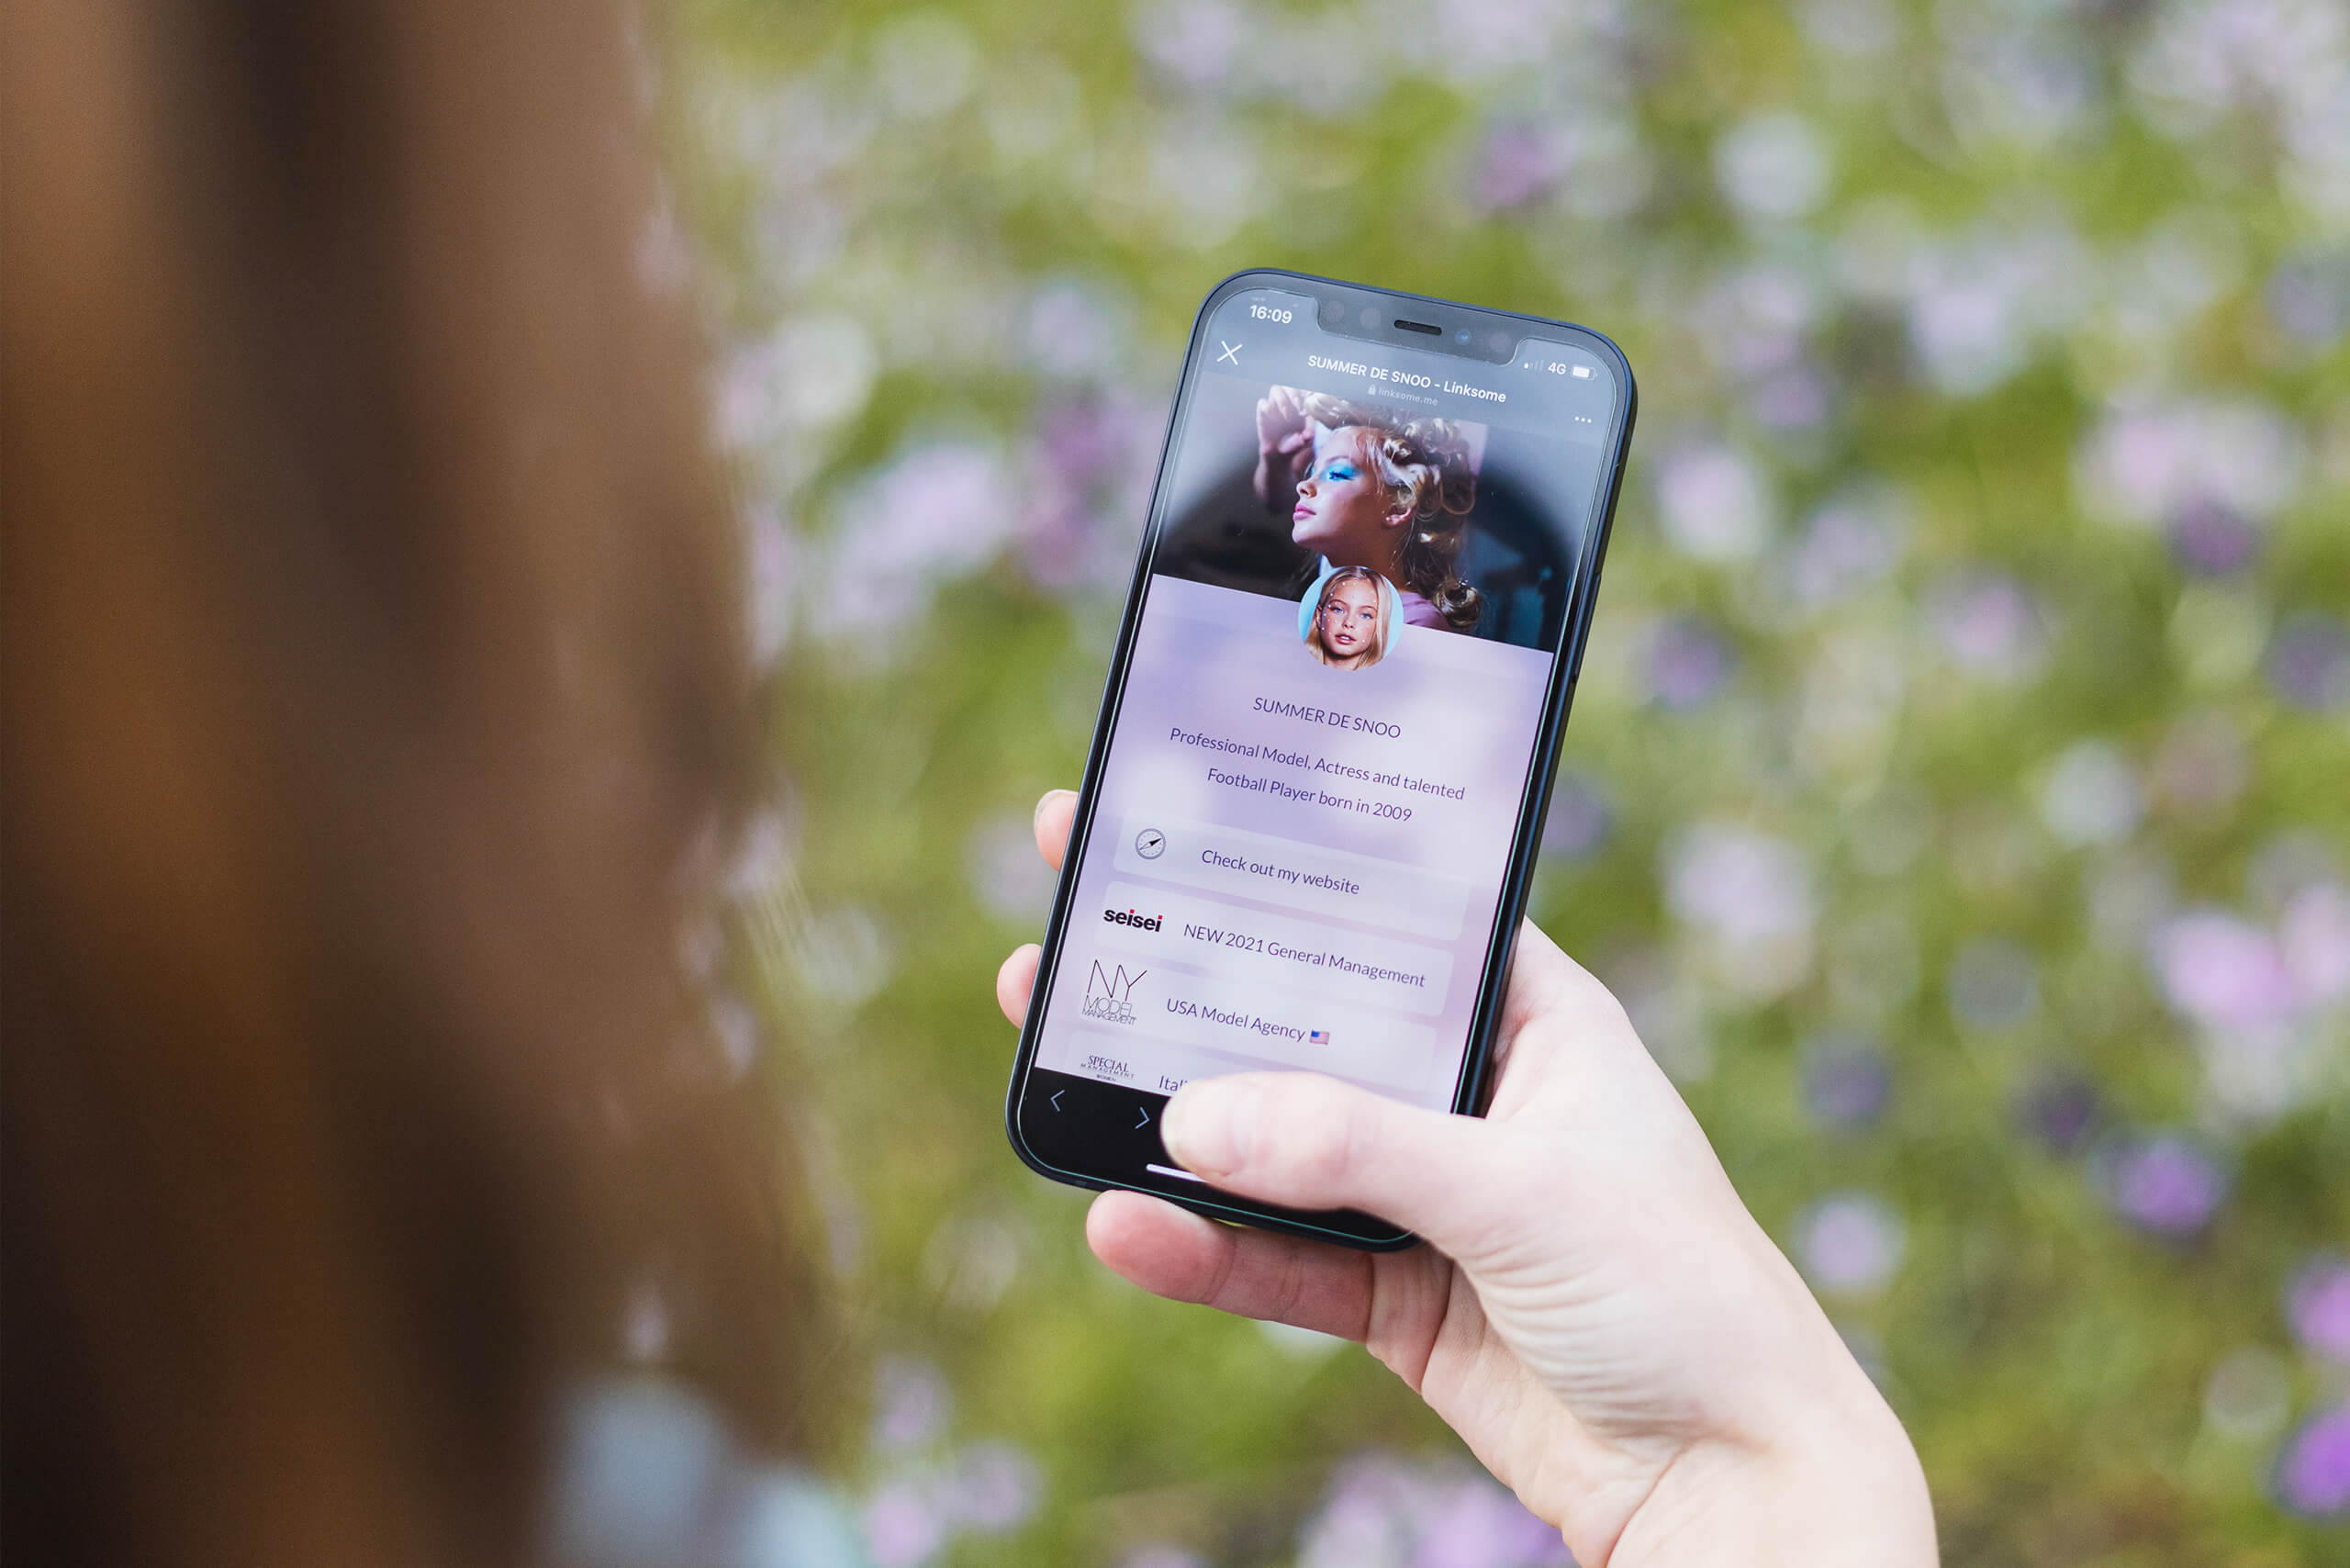 16:09
SUMMER DE SNOO - Linksome
4G
linksome.me
SUMMER DE SNOO
Professional Model, Actress and talented
Football Player born in 2009
Check out my website
seisei
NEW 2021 General Management
NY
MODEL
MANAGEMENT
USA Model Agency
SPECIAL
MANAGEMENT